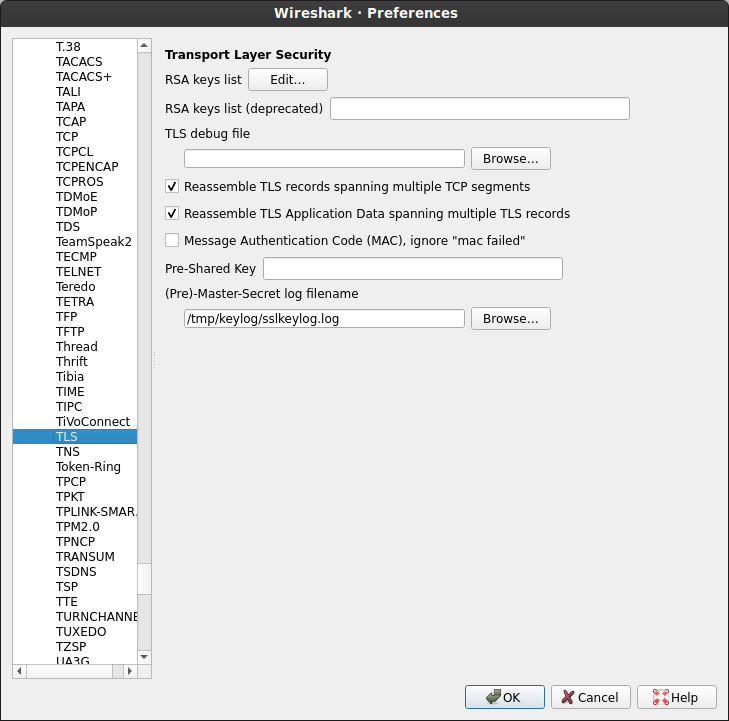 Wireshark · Preferences
T.38
TACACS
TACACS+
TALI
TAPA
TCAP
TCP
TCPCL
TCPENCAP
TCPROS
TDMoE
TDMoP
TDS
TeamSpeak2
TECMP
TELNET
Teredo
TETRA
TFP
TFTP
Thread
Thrift
Tibia
TIME
TIPC
TiVoConnect
TLS
TNS
Token-Ring
TPCP
TPKT
TPLINK-SMAR
TPM2.0
TPNCP
TRANSUM
TSDNS
TSP
TTE
TURNCHANNE
TUXEDO
TZSP
UA3G
Transport Layer Security
RSA keys list Edit…
RSA keys list (deprecated)
TLS debug file
Browse…
Reassemble TLS records spanning multiple TCP segments
Reassemble TLS Application Data spanning multiple TLS records
Message Authentication Code (MAC), ignore "mac failed"
Pre-Shared Key
(Pre)-Master-Secret log filename
/tmp/keylog/sslkeylog.log Browse…
OK Cancel Help